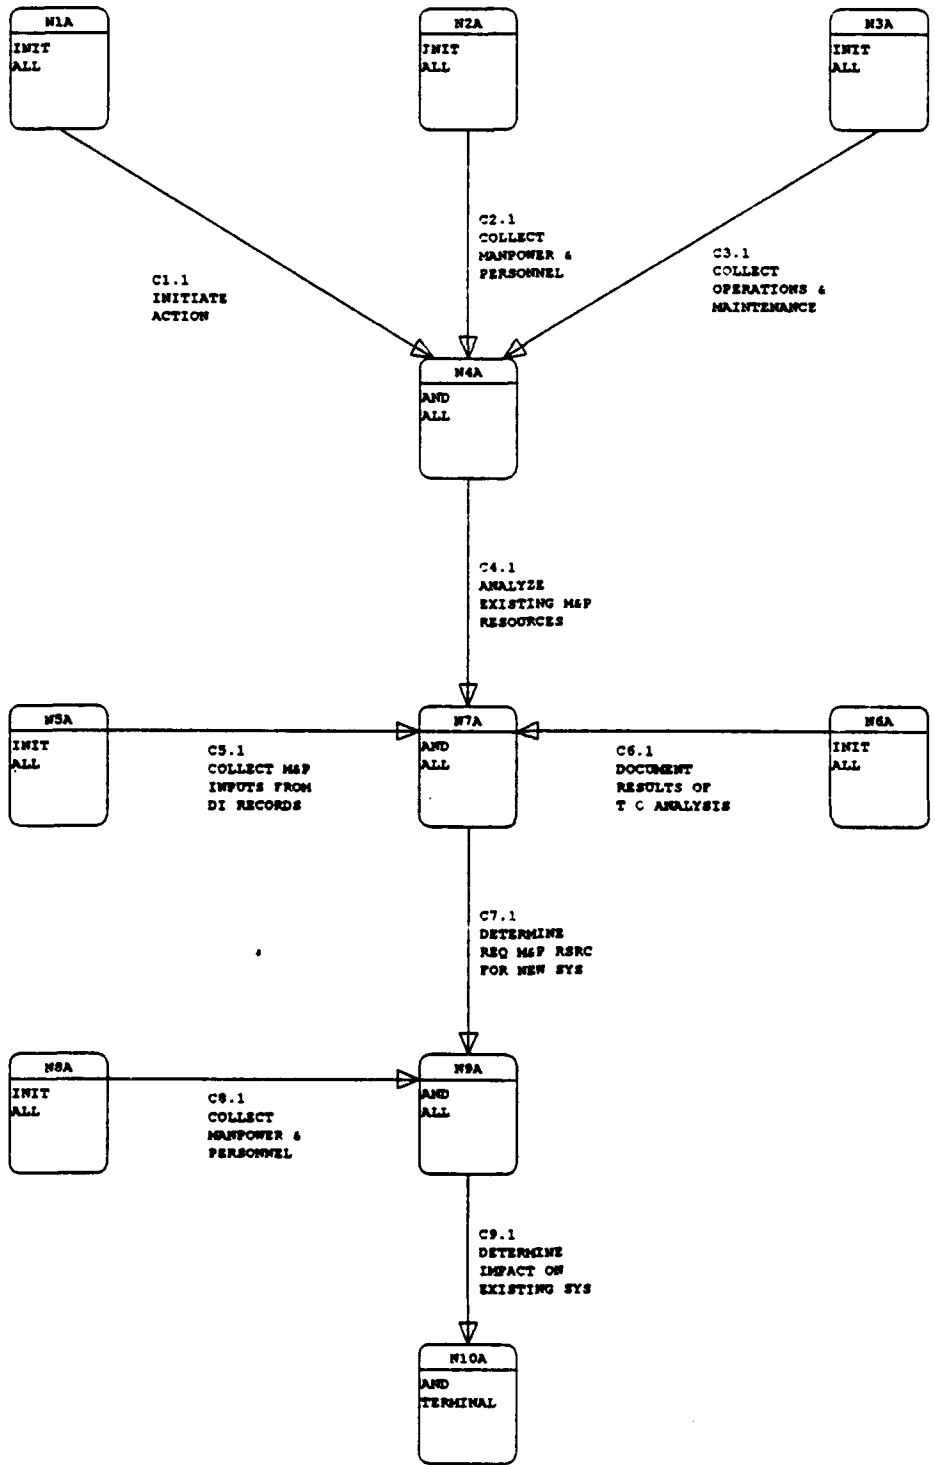 N1A
INIT
ALL
N2A
INIT
ALL
N3A
INIT
ALL
C1.1
INITIATE
ACTION
C2.1
COLLECT
MANPOWER &
PERSONNEL
C3.1
COLLECT
OPERATIONS &
MAINTENANCE
N4A
AND
ALL
C4.1
ANALYZE
EXISTING M&P
RESOURCES
N5A
INIT
ALL
C5.1
COLLECT M&P
INPUTS FROM
DI RECORDS
N7A
AND
ALL
C6.1
DOCUMENT
RESULTS OF
T C ANALYSIS
N6A
INIT
ALL
C7.1
DETERMINE
REQ M&P RSRC
FOR NEW SYS
N8A
INIT
ALL
C8.1
COLLECT
MANPOWER &
PERSONNEL
N9A
AND
ALL
C9.1
DETERMINE
IMPACT ON
EXISTING SYS
N10A
AND
TERMINAL